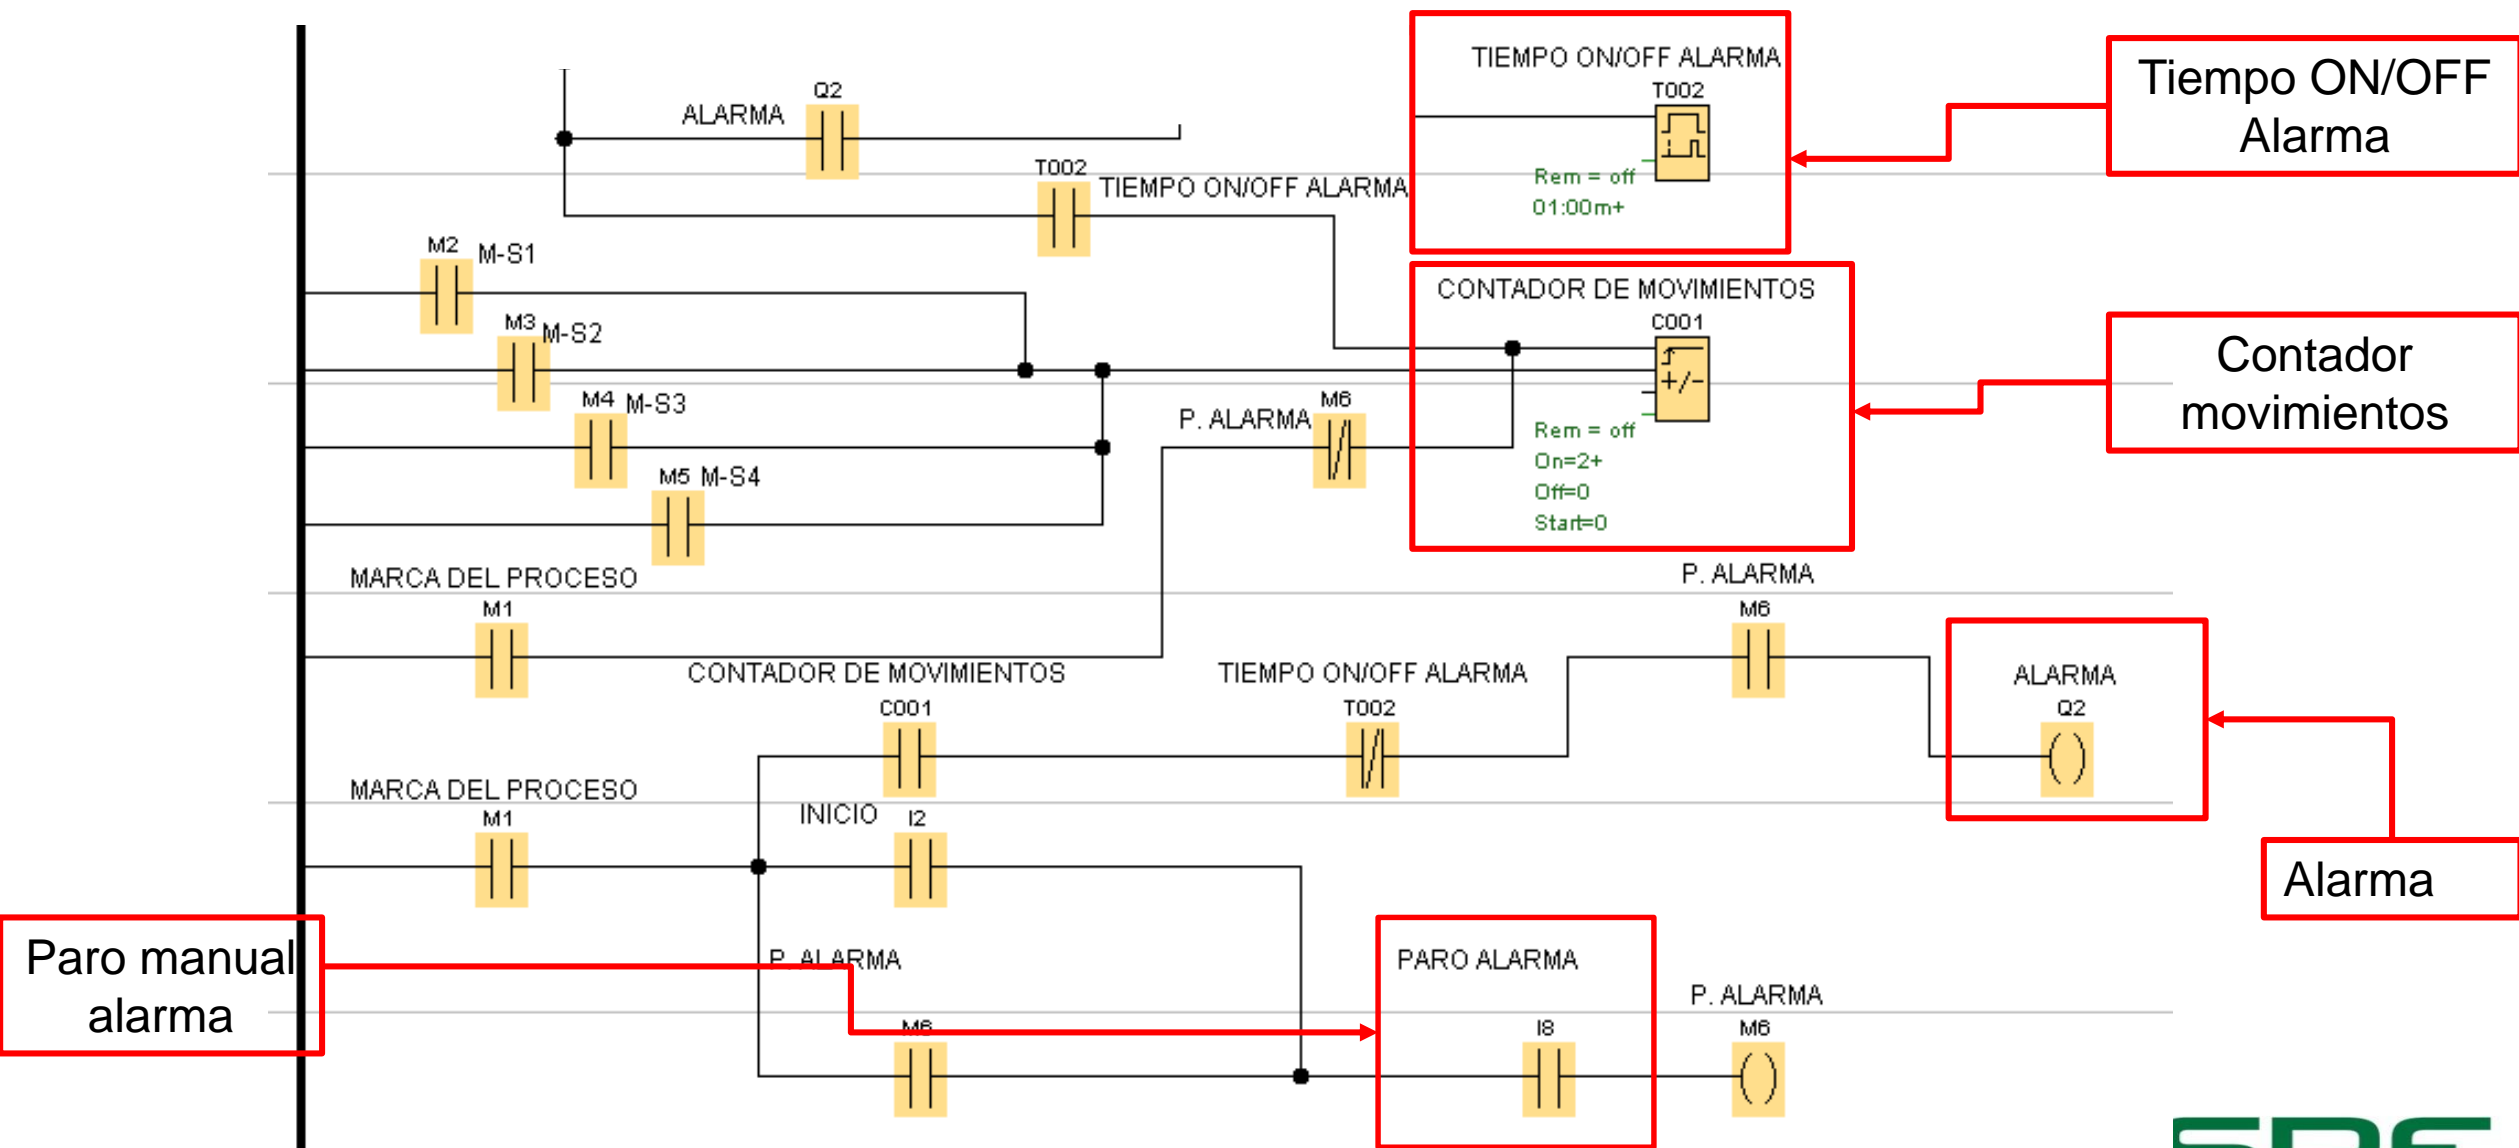 TIEMPO ON/OFF ALARMA
T002
Rem = off
01:00m+
Tiempo ON/OFF
Alarma
Q2
ALARMA
T002
TIEMPO ON/OFF ALARMA
M2
M-S1
M3
M-S2
M4
M-S3
M5
M-S4
CONTADOR DE MOVIMIENTOS
C001
+/-
Rem = off
On=2+
Off=0
Start=0
Contador
movimientos
P. ALARMA
M6
MARCA DEL PROCESO
M1
P. ALARMA
M6
CONTADOR DE MOVIMIENTOS
C001
TIEMPO ON/OFF ALARMA
T002
ALARMA
Q2
MARCA DEL PROCESO
M1
INICIO
I2
Alarma
Paro manual
alarma
P. ALARMA
M6
PARO ALARMA
I8
P. ALARMA
M6